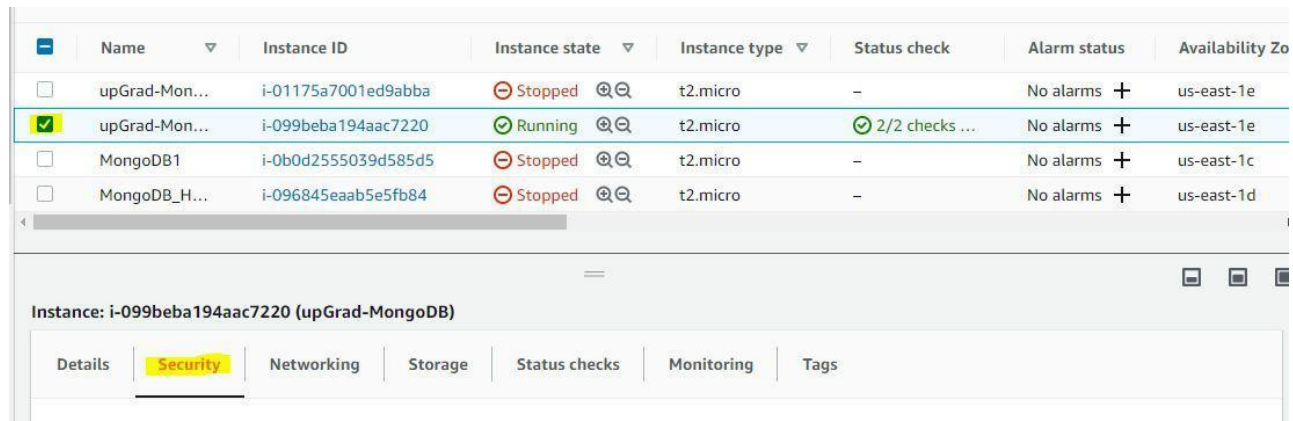 Name Instance ID Instance state Instance type Status check Alarm status Availability Zo
upGrad-Mon... i-01175a7001ed9abba Stopped t2.micro – No alarms + us-east-1e
upGrad-Mon... i-099beba194aac7220 Running t2.micro 2/2 checks ... No alarms + us-east-1e
MongoDB1 i-0b0d2555039d585d5 Stopped t2.micro – No alarms + us-east-1c
MongoDB_H... i-096845eaab5e5fb84 Stopped t2.micro – No alarms + us-east-1d
Instance: i-099beba194aac7220 (upGrad-MongoDB)
Details Security Networking Storage Status checks Monitoring Tags